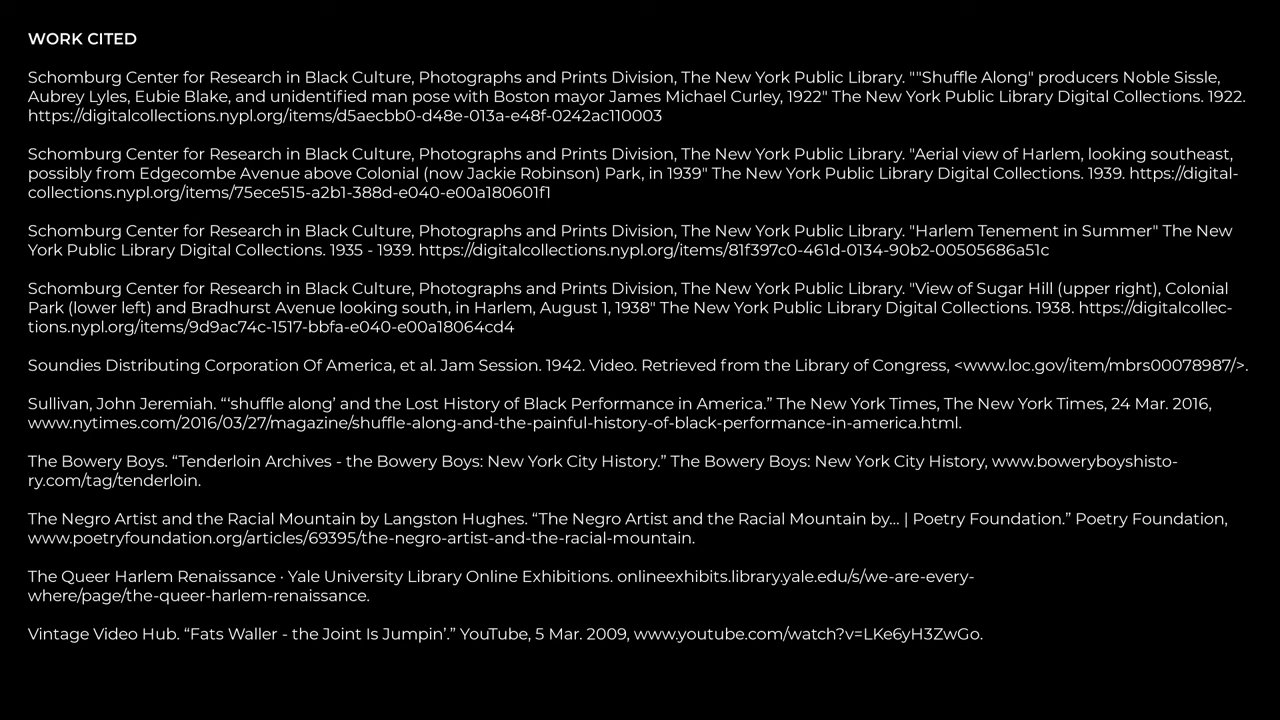 WORK CITED
Schomburg Center for Research in Black Culture, Photographs and Prints Division, The New York Public Library. ""Shuffle Along" producers Noble Sissle,
Aubrey Lyles, Eubie Blake, and unidentified man pose with Boston mayor James Michael Curley, 1922" The New York Public Library Digital Collections. 1922.
https://digitalcollections.nypl.org/items/d5aecbb0-d48e-013a-e48f-0242ac110003
Schomburg Center for Research in Black Culture, Photographs and Prints Division, The New York Public Library. "Aerial view of Harlem, looking southeast,
possibly from Edgecombe Avenue above Colonial (now Jackie Robinson) Park, in 1939" The New York Public Library Digital Collections. 1939. https://digital-
collections.nypl.org/items/75ece515-a2b1-388d-e040-e00a180601f1
Schomburg Center for Research in Black Culture, Photographs and Prints Division, The New York Public Library. "Harlem Tenement in Summer" The New
York Public Library Digital Collections. 1935 - 1939. https://digitalcollections.nypl.org/items/81f397c0-461d-0134-90b2-00505686a51c
Schomburg Center for Research in Black Culture, Photographs and Prints Division, The New York Public Library. "View of Sugar Hill (upper right), Colonial
Park (lower left) and Bradhurst Avenue looking south, in Harlem, August 1, 1938" The New York Public Library Digital Collections. 1938. https://digitalcollec-
tions.nypl.org/items/9d9ac74c-1517-bbfa-e040-e00a18064cd4
Soundies Distributing Corporation Of America, et al. Jam Session. 1942. Video. Retrieved from the Library of Congress, <www.loc.gov/item/mbrs00078987/>.
Sullivan, John Jeremiah. “‘shuffle along’ and the Lost History of Black Performance in America.” The New York Times, The New York Times, 24 Mar. 2016,
www.nytimes.com/2016/03/27/magazine/shuffle-along-and-the-painful-history-of-black-performance-in-america.html.
The Bowery Boys. “Tenderloin Archives - the Bowery Boys: New York City History.” The Bowery Boys: New York City History, www.boweryboyshisto-
ry.com/tag/tenderloin.
The Negro Artist and the Racial Mountain by Langston Hughes. “The Negro Artist and the Racial Mountain by… | Poetry Foundation.” Poetry Foundation,
www.poetryfoundation.org/articles/69395/the-negro-artist-and-the-racial-mountain.
The Queer Harlem Renaissance · Yale University Library Online Exhibitions. onlineexhibits.library.yale.edu/s/we-are-every-
where/page/the-queer-harlem-renaissance.
Vintage Video Hub. “Fats Waller - the Joint Is Jumpin’.” YouTube, 5 Mar. 2009, www.youtube.com/watch?v=LKe6yH3ZwGo.